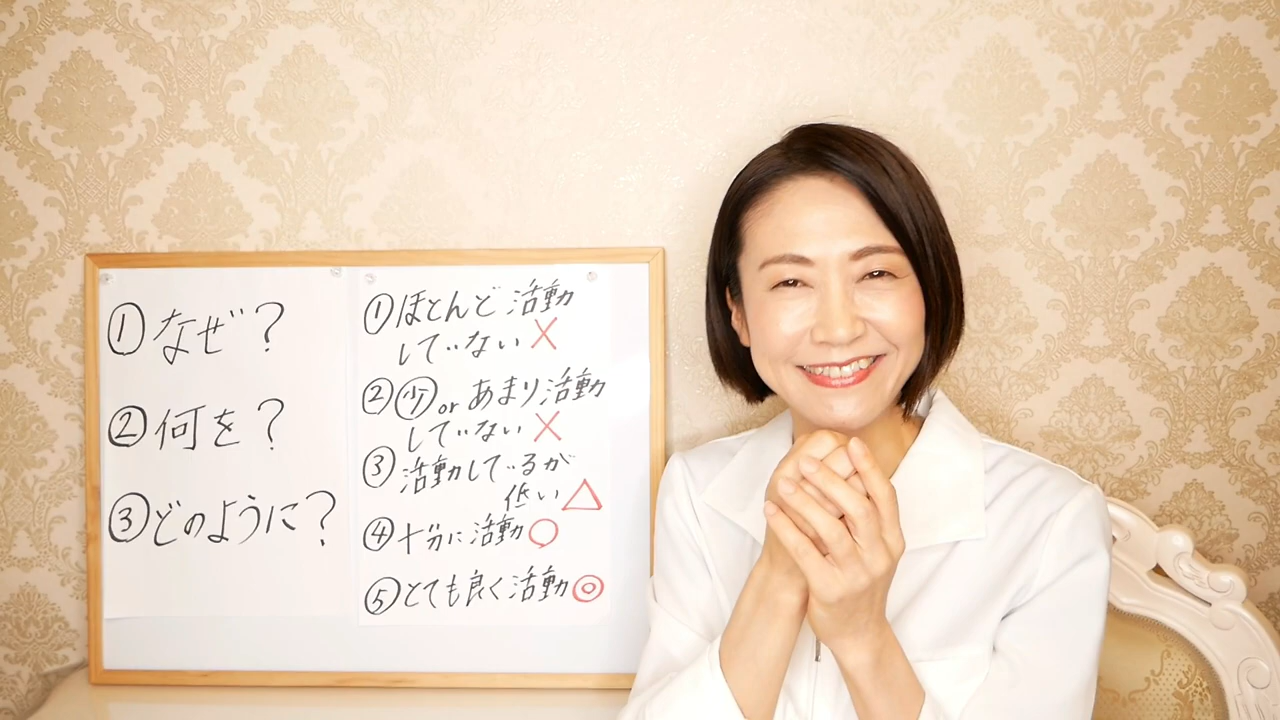 ①なぜ?
②何を?
③どのように?
①ほとんど活動
していない×
②少orあまり活動
していない×
③活動しているが
低い△
④十分に活動○
⑤とても良く活動◎